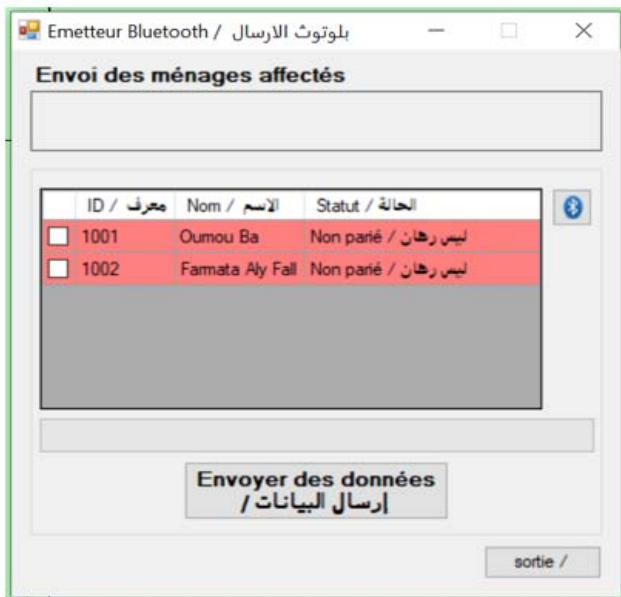 Emetteur Bluetooth / بلوتوث الارسال
Envoi des ménages affectés
ID / معرف Nom / الاسم Statut / الحالة
1001 Oumou Ba Non parié / ليس رهان
1002 Farmata Aly Fall Non parié / ليس رهان
Envoyer des données
/ إرسال البيانات
sortie /